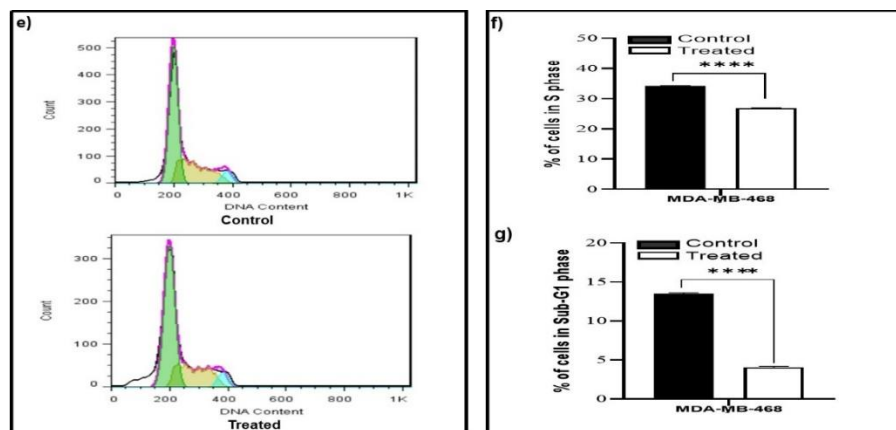 e)
500
400
300
200
100
0
Count
0 200 400 600 800 1K
DNA Content
Control
300
200
100
0
Count
0 200 400 600 800 1K
DNA Content
Treated
f)
Control
Treated
****
50
40
30
20
10
0
% of cells in S phase
MDA-MB-468
g)
Control
Treated
****
20
15
10
5
0
% of cells in Sub-G1 phase
MDA-MB-468